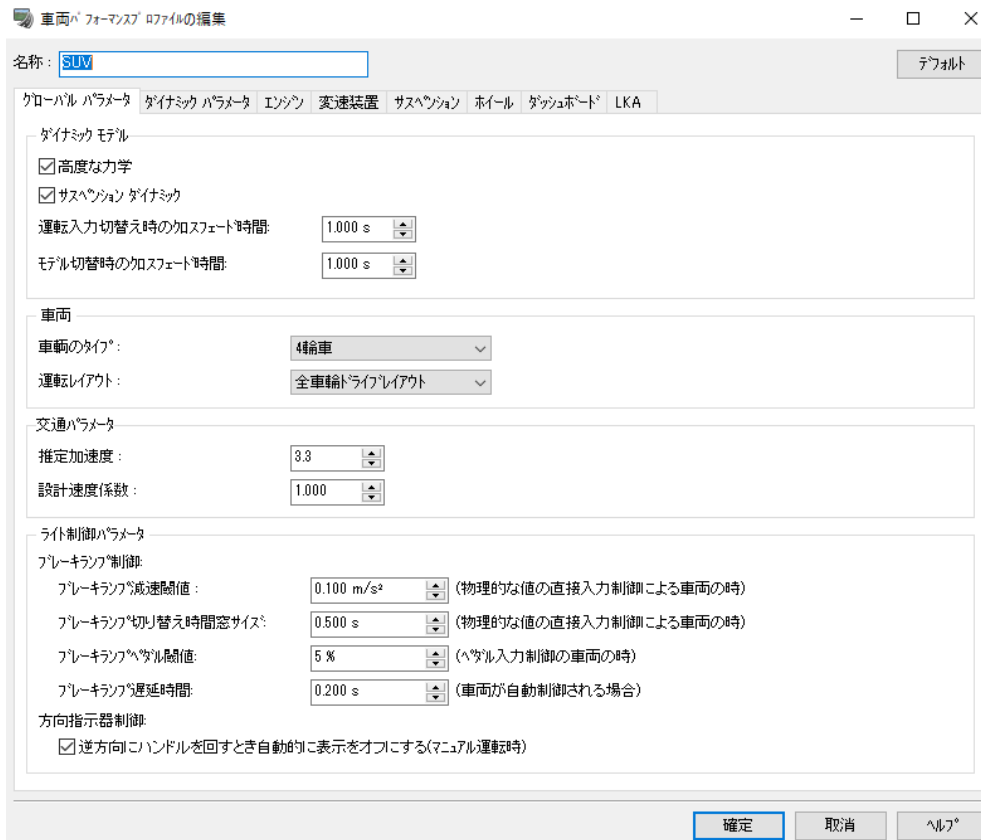 車両ﾊﾟﾌｫｰﾏﾝｽﾌﾟﾛﾌｧｲﾙの編集
名称 : SUV ﾃﾞﾌｫﾙﾄ
ｸﾞﾛｰﾊﾞﾙ ﾊﾟﾗﾒｰﾀ ﾀﾞｲﾅﾐｯｸ ﾊﾟﾗﾒｰﾀ ｴﾝｼﾞﾝ 変速装置 ｻｽﾍﾟﾝｼｮﾝ ﾎｲｰﾙ ﾀﾞｯｼｭﾎﾞｰﾄﾞ LKA
ﾀﾞｲﾅﾐｯｸ ﾓﾃﾞﾙ
高度な力学
ｻｽﾍﾟﾝｼｮﾝ ﾀﾞｲﾅﾐｯｸ
運転入力切替え時のｸﾛｽﾌｪｰﾄﾞ時間: 1.000 s
ﾓﾃﾞﾙ切替時のｸﾛｽﾌｪｰﾄﾞ時間: 1.000 s
車両
車輌のﾀｲﾌﾟ : 4輪車
運転ﾚｲｱｳﾄ : 全車輪ﾄﾞﾗｲﾌﾞﾚｲｱｳﾄ
交通ﾊﾟﾗﾒｰﾀ
推定加速度 : 3.3
設計速度係数 : 1.000
ﾗｲﾄ制御ﾊﾟﾗﾒｰﾀ
ﾌﾞﾚｰｷﾗﾝﾌﾟ制御:
ﾌﾞﾚｰｷﾗﾝﾌﾟ減速閾値 : 0.100 m/s² (物理的な値の直接入力制御による車両の時)
ﾌﾞﾚｰｷﾗﾝﾌﾟ切り替え時間窓ｻｲｽﾞ: 0.500 s (物理的な値の直接入力制御による車両の時)
ﾌﾞﾚｰｷﾗﾝﾌﾟﾍﾟﾀﾞﾙ閾値: 5 % (ﾍﾟﾀﾞﾙ入力制御の車両の時)
ﾌﾞﾚｰｷﾗﾝﾌﾟ遅延時間: 0.200 s (車両が自動制御される場合)
方向指示器制御:
逆方向にﾊﾝﾄﾞﾙを回すとき自動的に表示をｵﾌにする(ﾏﾆｭｱﾙ運転時)
確定 取消 ﾍﾙﾌﾟ